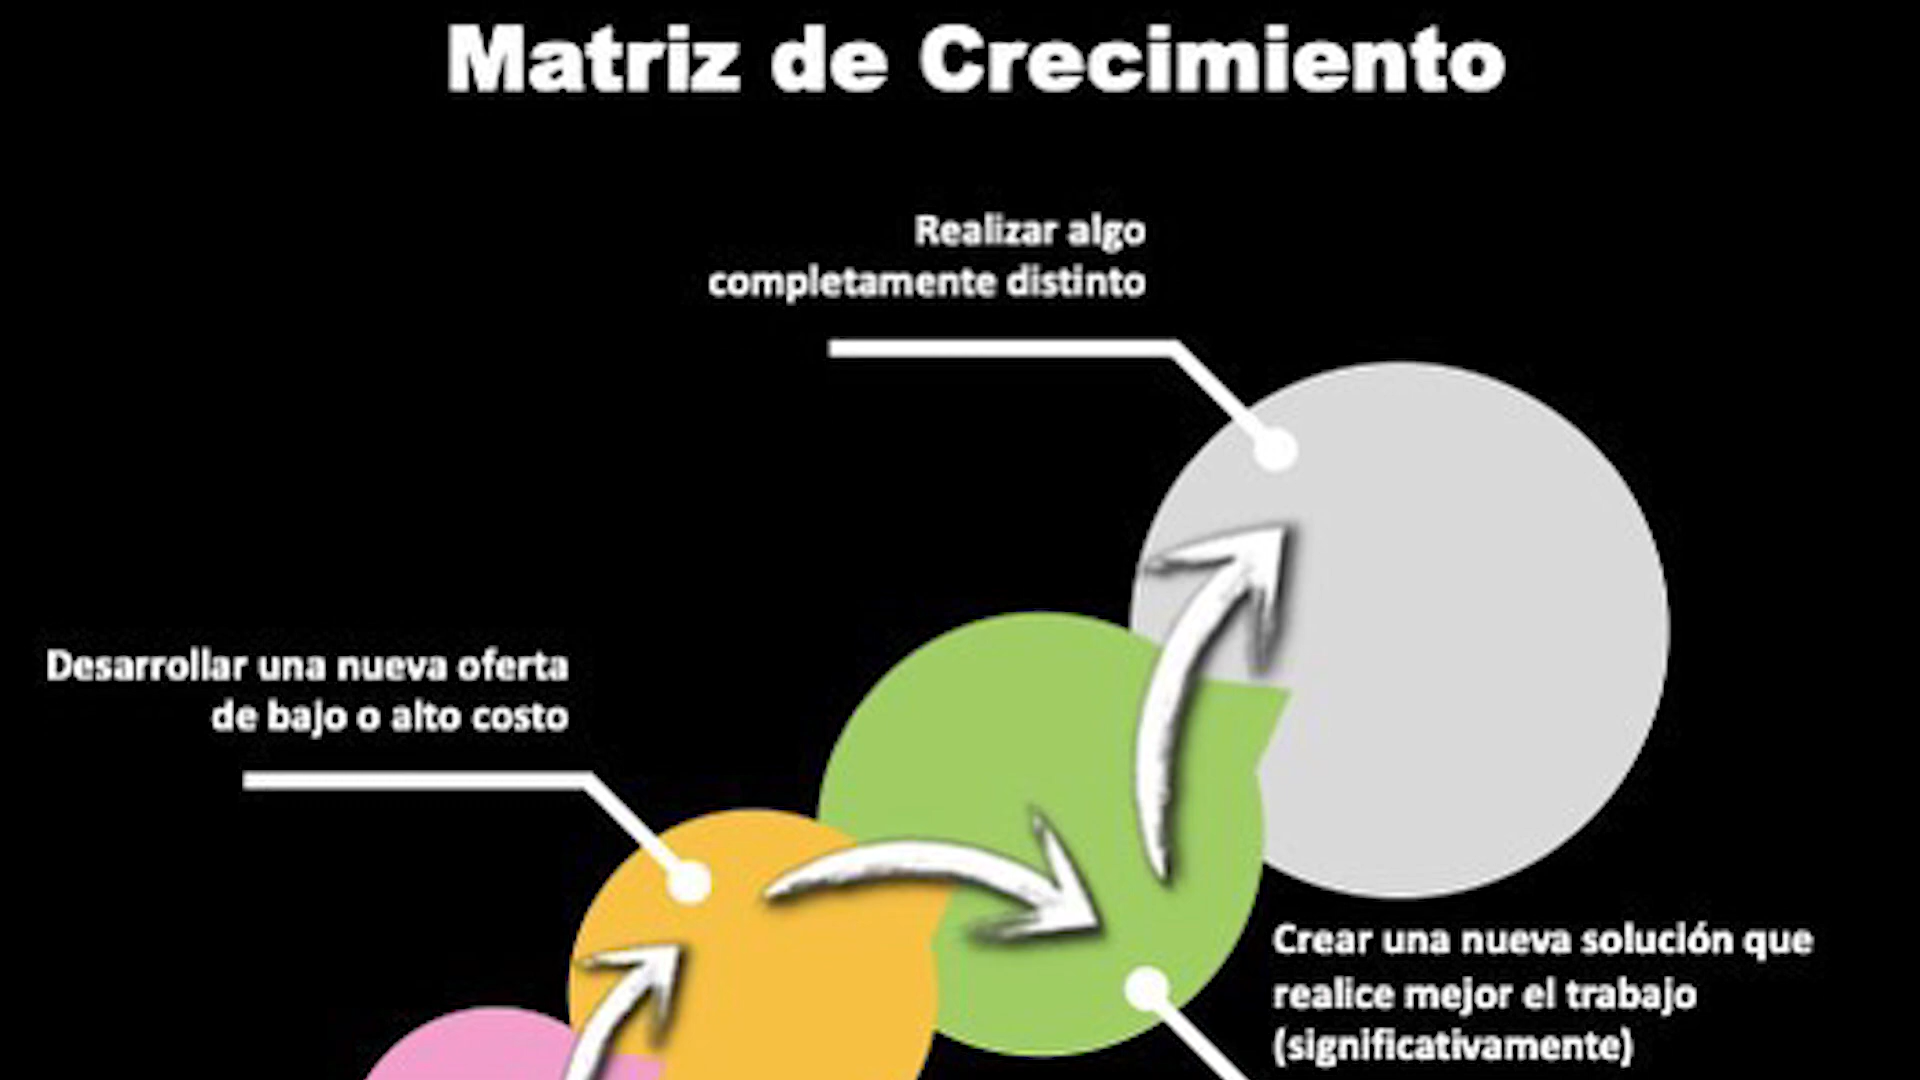 Matriz de Crecimiento
Realizar algo
completamente distinto
Desarrollar una nueva oferta
de bajo o alto costo
Crear una nueva solución que
realice mejor el trabajo
(significativamente)